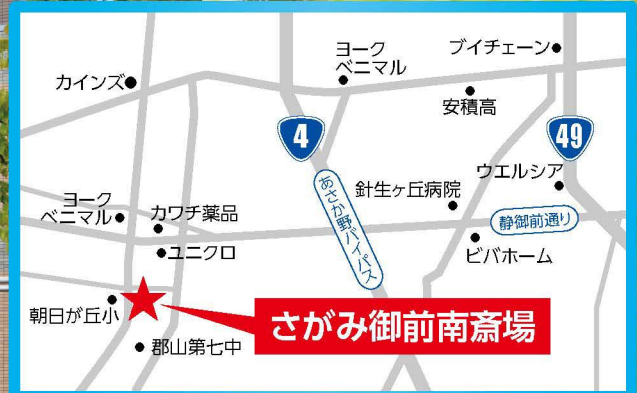 ヨーク
ベニマル
ブイチェーン
カインズ
安積高
4
49
あさか野バイパス
針生ヶ丘病院
ウエルシア
ヨーク
ベニマル
カワチ薬品
静御前通り
ユニクロ
ビバホーム
朝日が丘小
さがみ御前南斎場
郡山第七中